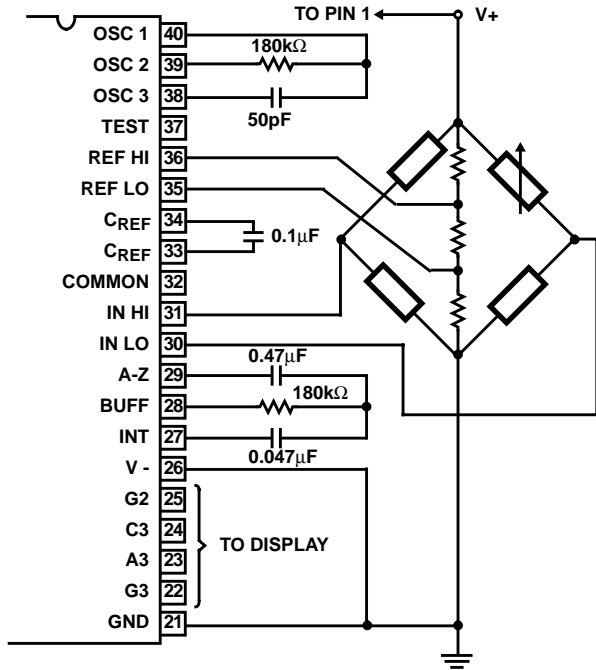 TO PIN 1 V+
OSC 1 40
180kΩ
OSC 2 39
OSC 3 38
50pF
TEST 37
REF HI 36
REF LO 35
CREF 34
0.1µF
CREF 33
COMMON 32
IN HI 31
IN LO 30
0.47µF
A-Z 29
180kΩ
BUFF 28
INT 27
0.047µF
V - 26
G2 25
C3 24
TO DISPLAY
A3 23
G3 22
GND 21